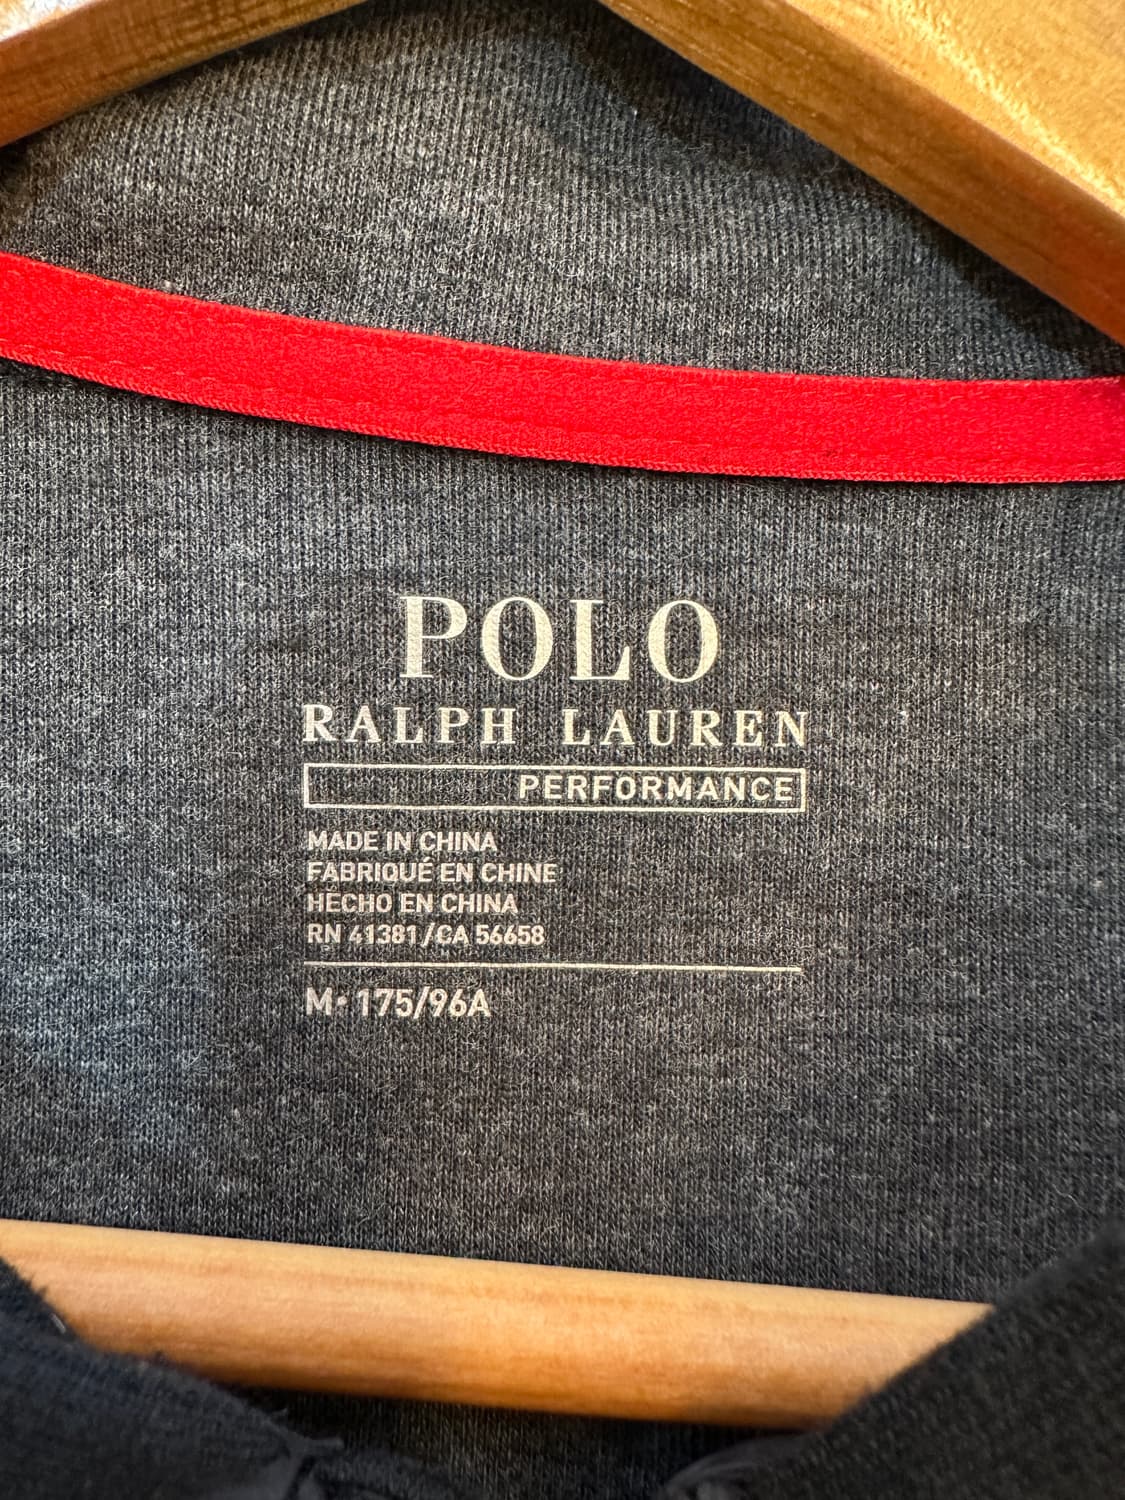 POLO
RALPH LAUREN
PERFORMANCE
MADE IN CHINA
FABRIQUÉ EN CHINE
HECHO EN CHINA
RN 41381/CA 56658
M• 175/96A